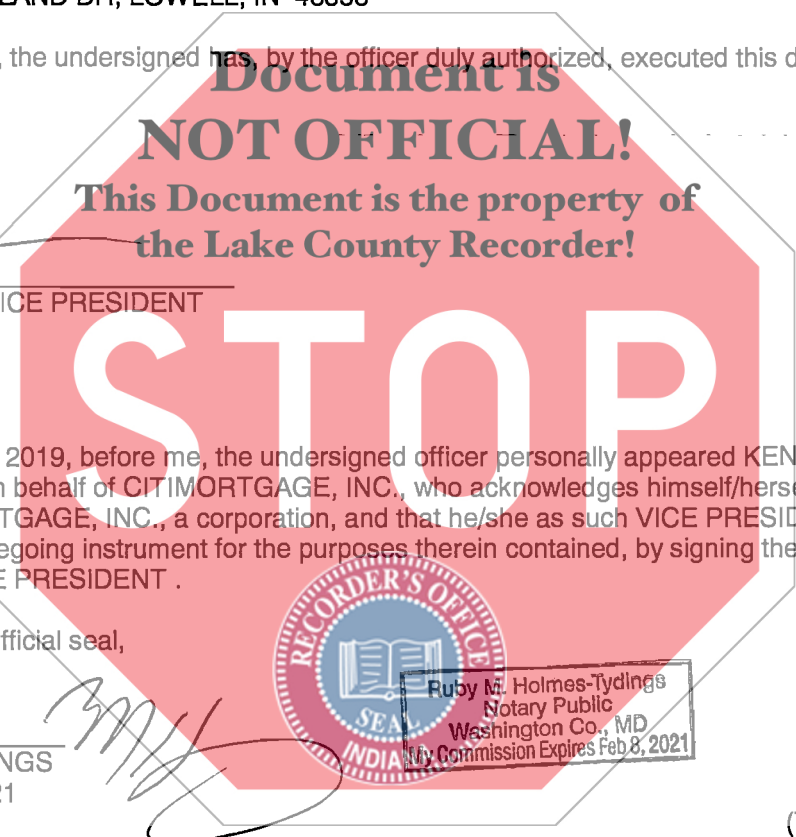 LAND DR, LOWELL, IN
, the undersigned has, by the officer duly authorized, executed this d
Document is
NOT OFFICIAL!
This Document is the property of
the Lake County Recorder!
ICE PRESIDENT
STOP
2019, before me, the undersigned officer personally appeared KEN
n behalf of CITIMORTGAGE, INC., who acknowledges himself/herse
TGAGE, INC., a corporation, and that he/she as such VICE PRESID
egoing instrument for the purposes therein contained, by signing the
E PRESIDENT .
fficial seal,
RECORDER'S OFFICE
SEAL
INDIANA
Ruby M. Holmes-Tydings
Notary Public
Washington Co., MD
My Commission Expires Feb 8, 2021
NGS
21